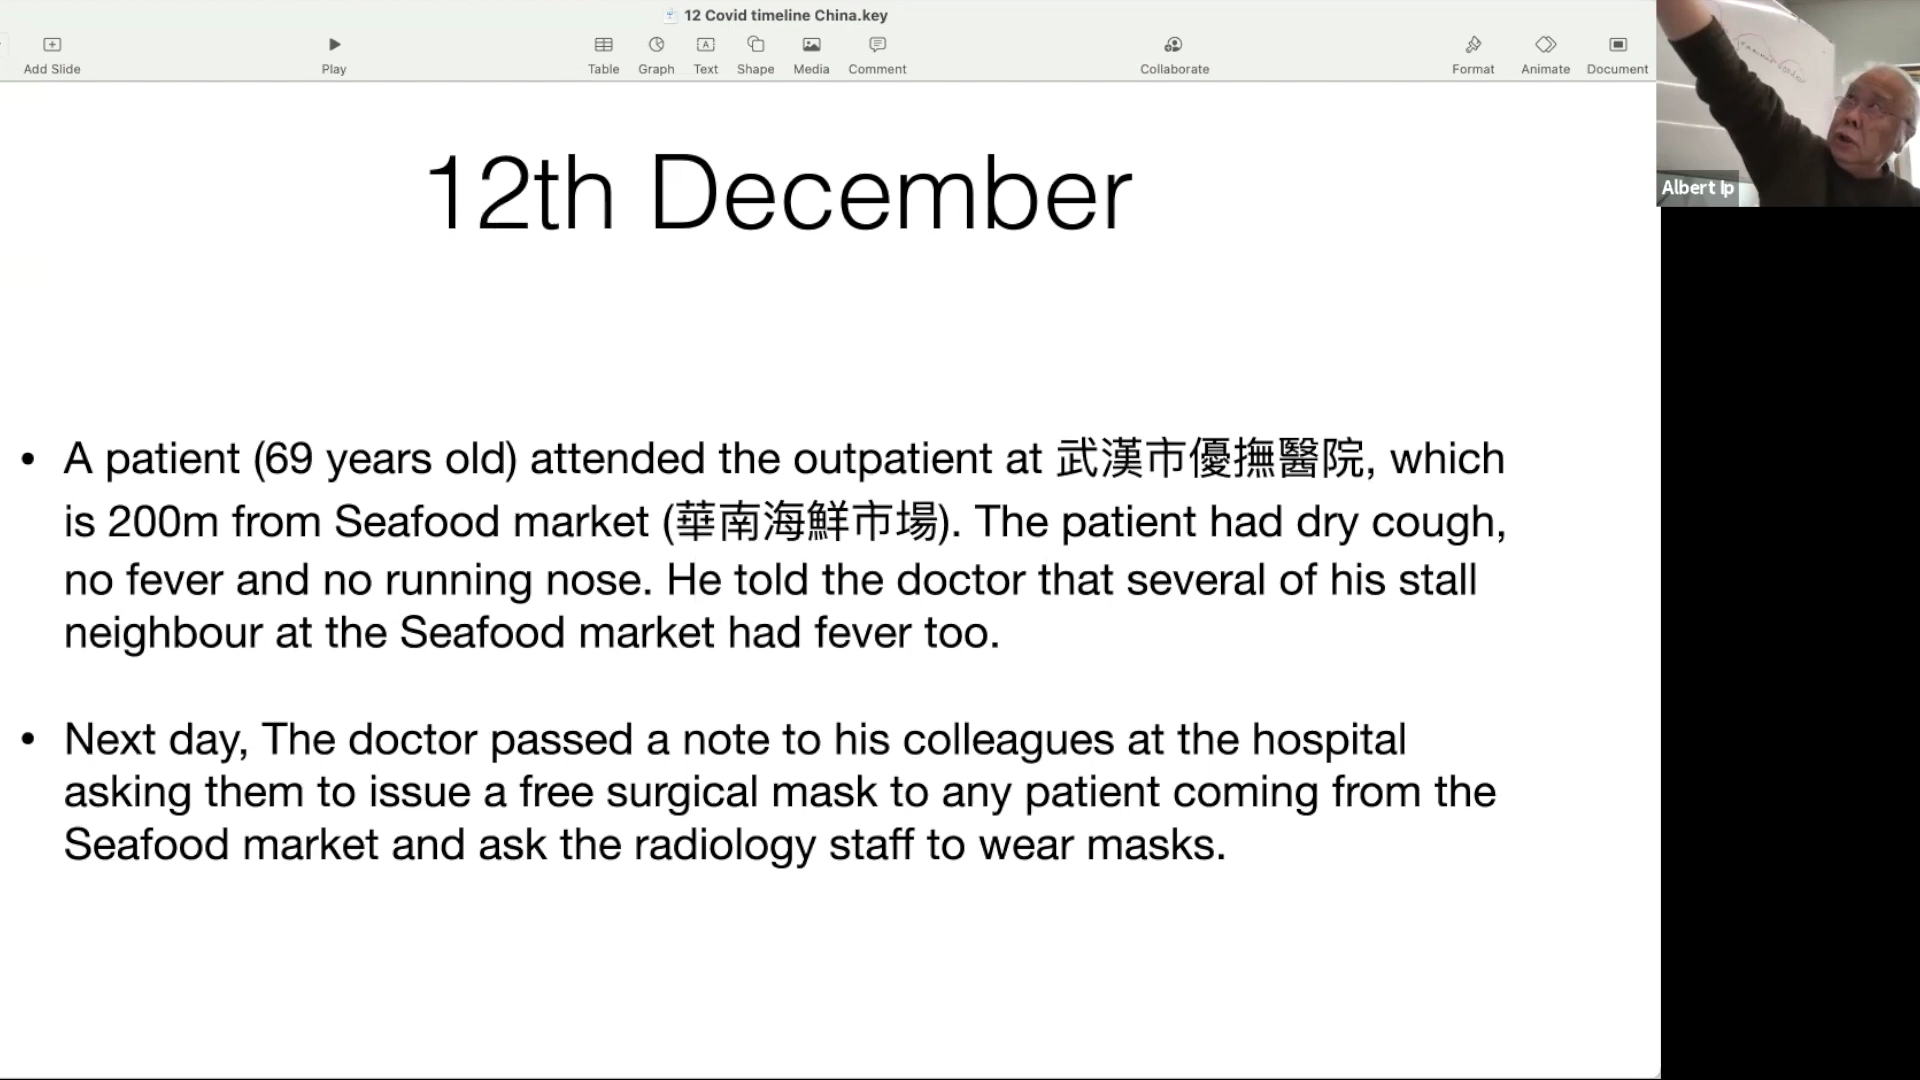 12 Covid timeline China.key
Add Slide
Play
Table
Graph
Text
Shape
Media
Comment
Collaborate
Format
Animate
Document
Albert Ip
12th December
• A patient (69 years old) attended the outpatient at 武漢市優撫醫院, which
is 200m from Seafood market (華南海鮮市場). The patient had dry cough,
no fever and no running nose. He told the doctor that several of his stall
neighbour at the Seafood market had fever too.
• Next day, The doctor passed a note to his colleagues at the hospital
asking them to issue a free surgical mask to any patient coming from the
Seafood market and ask the radiology staff to wear masks.